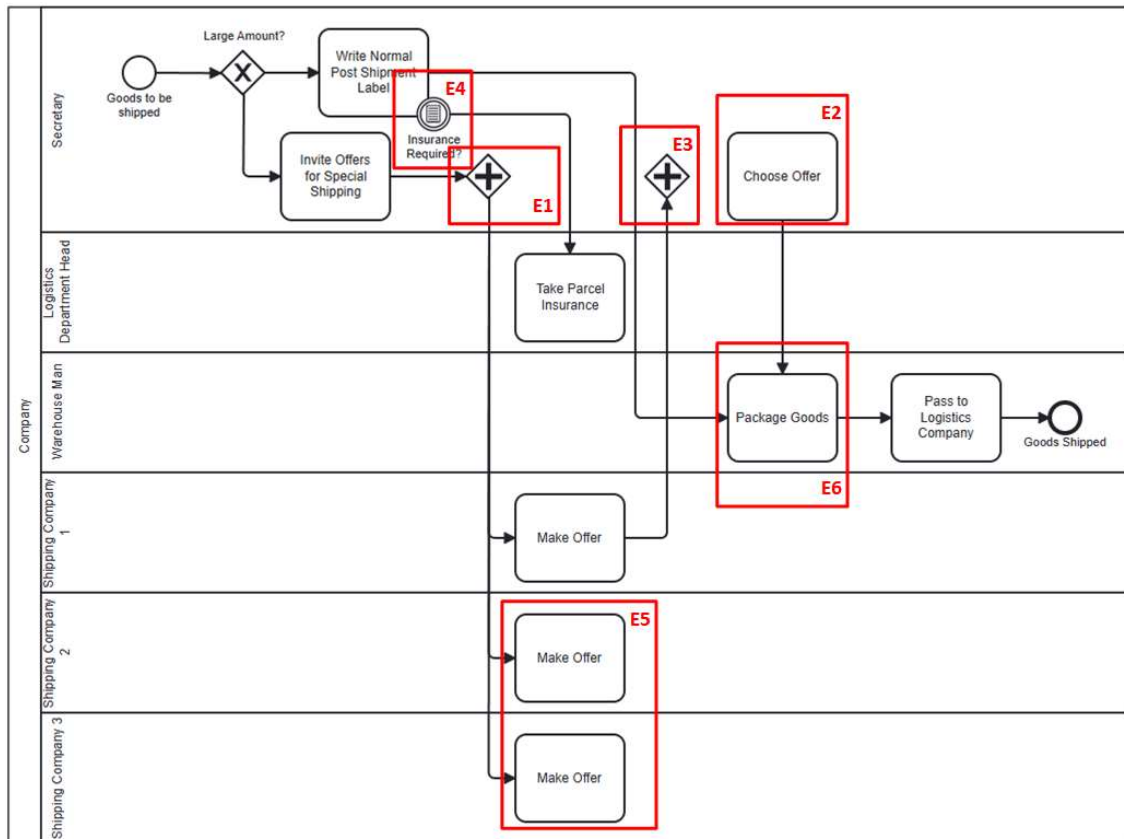 Large Amount?
Goods to be
shipped
Write Normal
Post Shipment
Label
E4
Insurance
Required?
Invite Offers
for Special
Shipping
E1
E3
E2
Choose Offer
Secretary
Logistics
Department Head
Take Parcel
Insurance
Company
Warehouse Man
Package Goods
E6
Pass to
Logistics
Company
Goods Shipped
Shipping Company
1
Make Offer
Shipping Company
2
E5
Make Offer
Shipping Company 3
Make Offer